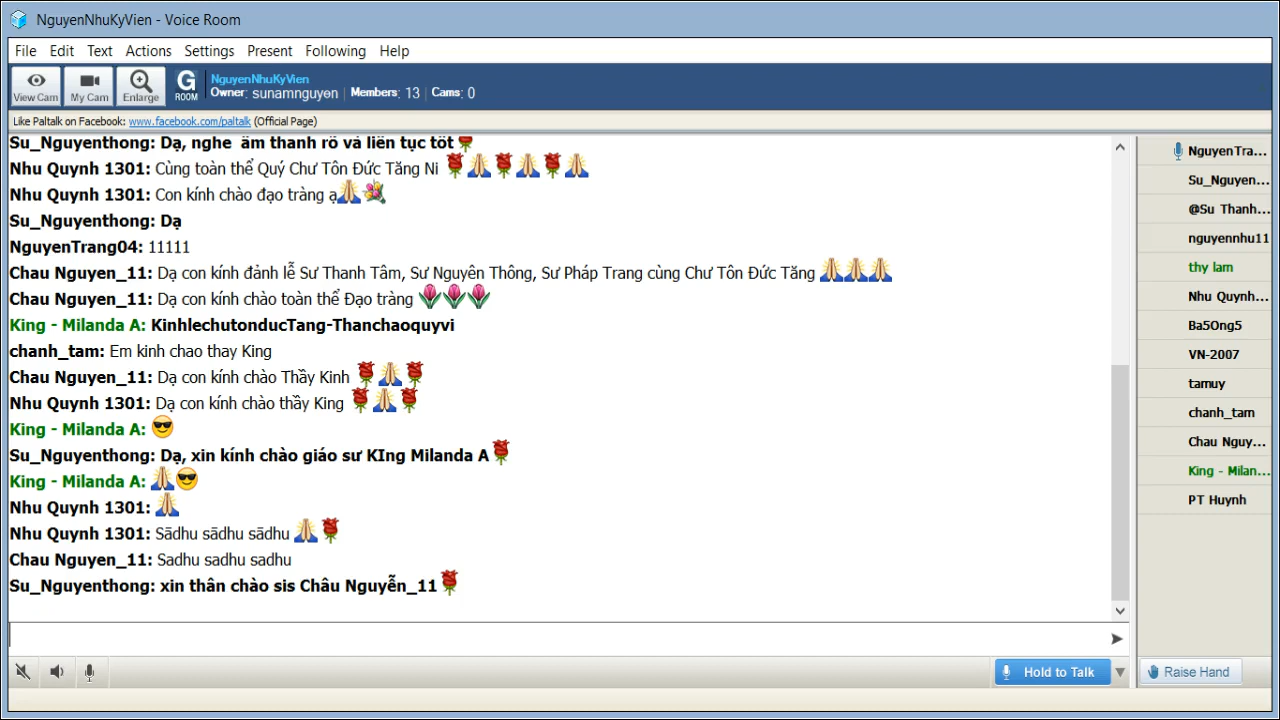 NguyenNhuKyVien - Voice Room
File Edit Text Actions Settings Present Following Help
View Cam My Cam Enlarge G ROOM NguyenNhuKyVien
Owner: sunamnguyen | Members: 13 | Cams: 0
Like Paltalk on Facebook: www.facebook.com/paltalk (Official Page)
Su_Nguyenthong: Dạ, nghe âm thanh rõ và liên tục tốt
Nhu Quynh 1301: Cùng toàn thể Quý Chư Tôn Đức Tăng Ni
Nhu Quynh 1301: Con kính chào đạo tràng ạ
Su_Nguyenthong: Dạ
NguyenTrang04: 11111
Chau Nguyen_11: Dạ con kính đảnh lễ Sư Thanh Tâm, Sư Nguyên Thông, Sư Pháp Trang cùng Chư Tôn Đức Tăng
Chau Nguyen_11: Dạ con kính chào toàn thể Đạo tràng
King - Milanda A: KinhlechutonducTang-Thanchaoquyvi
chanh_tam: Em kinh chao thay King
Chau Nguyen_11: Dạ con kính chào Thầy Kinh
Nhu Quynh 1301: Dạ con kính chào thầy King
King - Milanda A:
Su_Nguyenthong: Dạ, xin kính chào giáo sư KIng Milanda A
King - Milanda A:
Nhu Quynh 1301:
Nhu Quynh 1301: Sādhu sādhu sādhu
Chau Nguyen_11: Sadhu sadhu sadhu
Su_Nguyenthong: xin thân chào sis Châu Nguyễn_11
NguyenTra...
Su_Nguyen...
@Su Thanh...
nguyennhu11
thy lam
Nhu Quynh...
Ba5Ong5
VN-2007
tamuy
chanh_tam
Chau Nguy...
King - Milan...
PT Huynh
Hold to Talk
Raise Hand